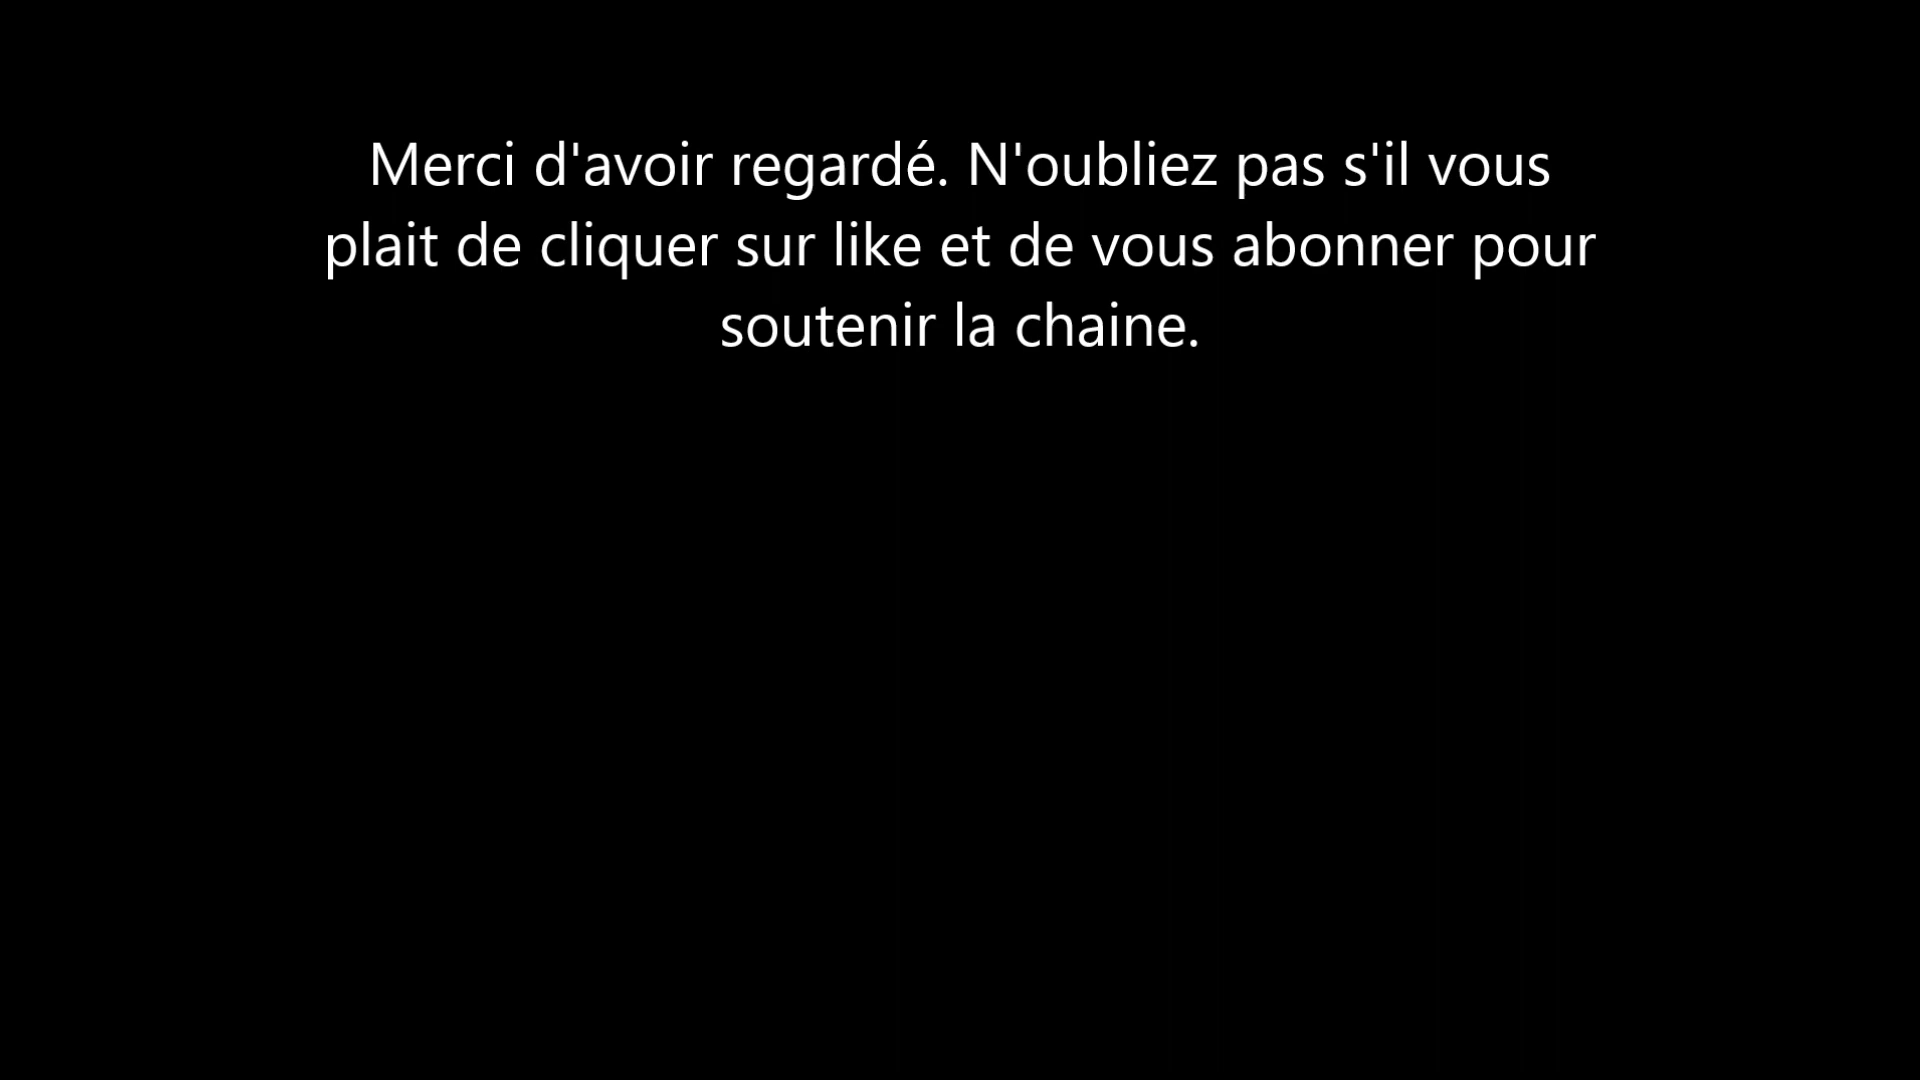 Merci d'avoir regardé. N'oubliez pas s'il vous
plait de cliquer sur like et de vous abonner pour
soutenir la chaine.